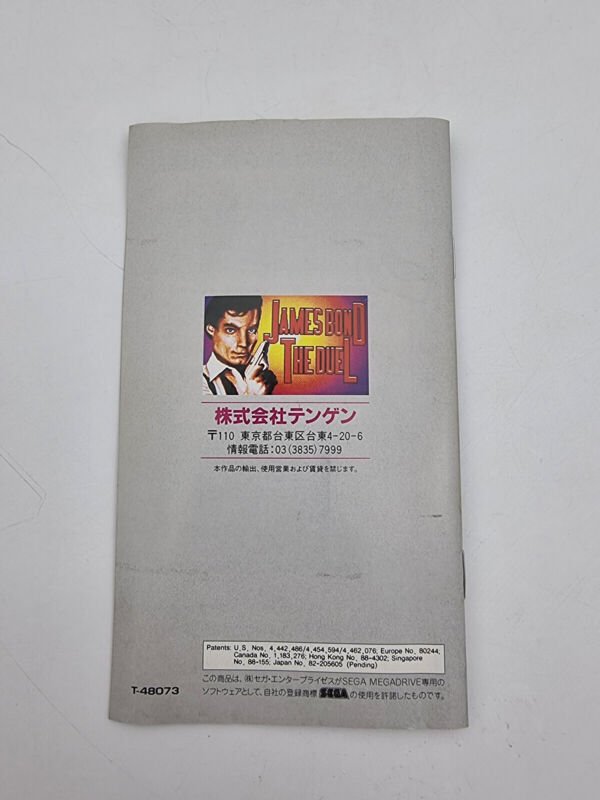 JAMES BOND
THE DUEL
株式会社テンゲン
〒110 東京都台東区台東4-20-6
情報電話:03(3835)7999
本作品の輸出、使用営業および賃貸を禁じます。
Patents: U.S. Nos. 4,442,486/4,454,594/4,462,076; Europe No. 80244;
Canada No. 1,183,276; Hong Kong No. 88-4302; Singapore
No. 88-155; Japan No. 82-205605 (Pending)
この商品は、㈱セガ・エンタープライゼスがSEGA MEGADRIVE専用の
T-48073 ソフトウェアとして、自社の登録商標SEGAの使用を許諾したものです。